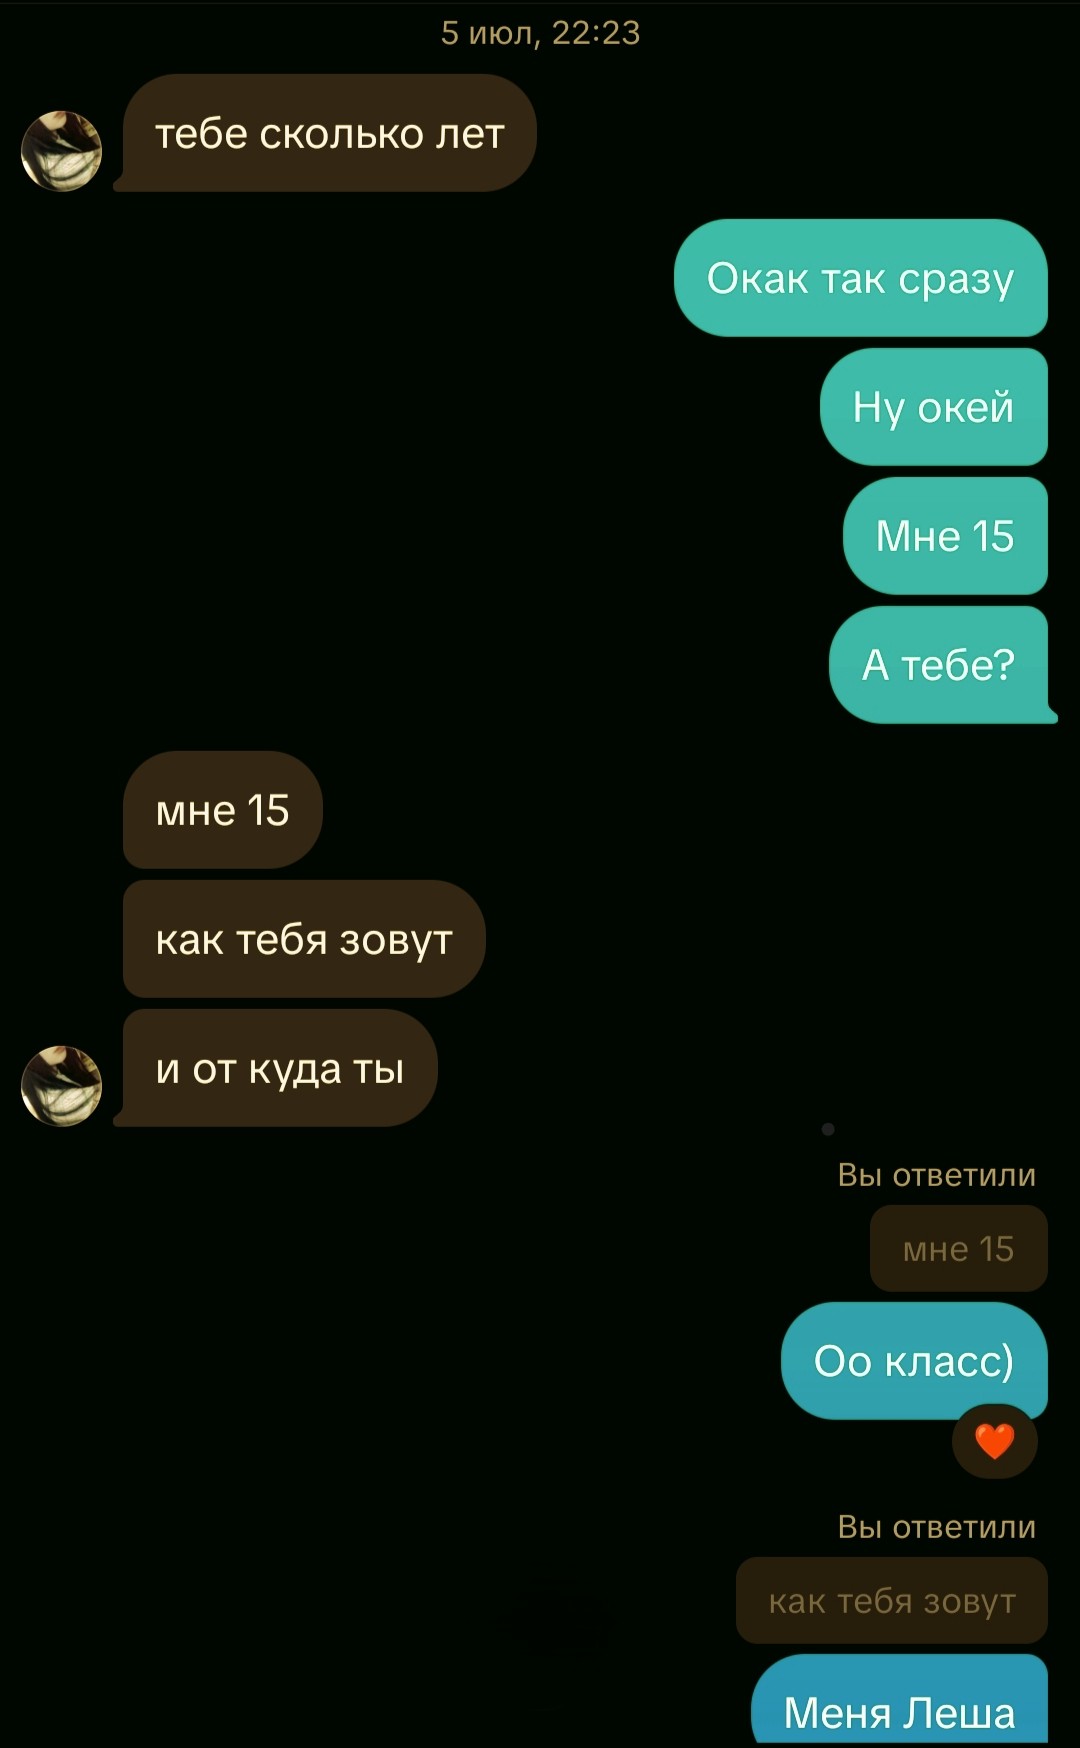 5 июл, 22:23
тебе сколько лет
Окак так сразу
Ну окей
Мне 15
А тебе?
мне 15
как тебя зовут
и от куда ты
Вы ответили
мне 15
Оо класс)
Вы ответили
как тебя зовут
Меня Леша